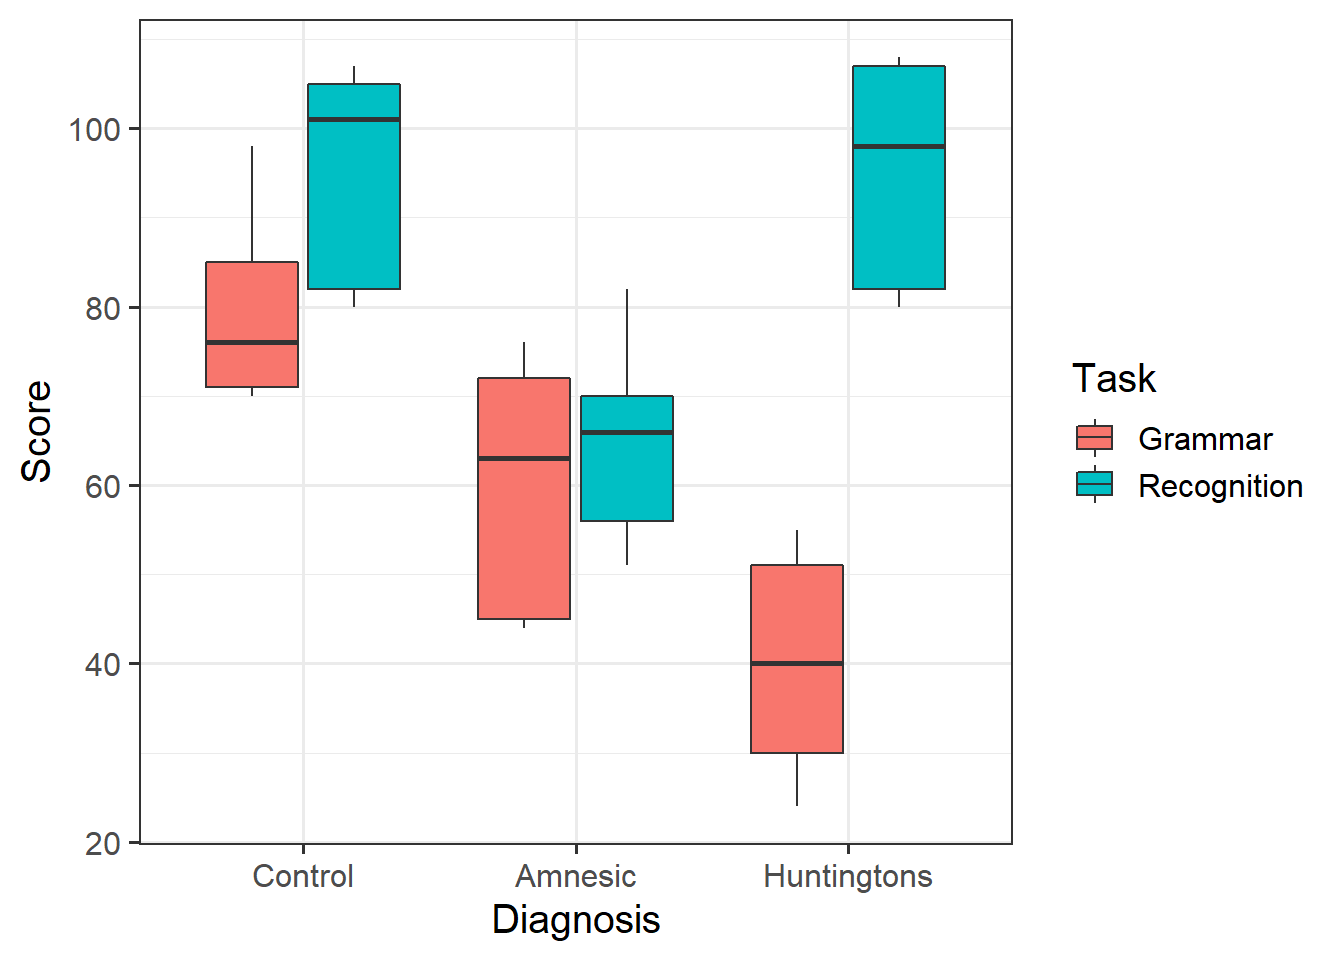 Score
100
80
60
40
20
Control
Amnesic
Huntingtons
Diagnosis
Task
Grammar
Recognition